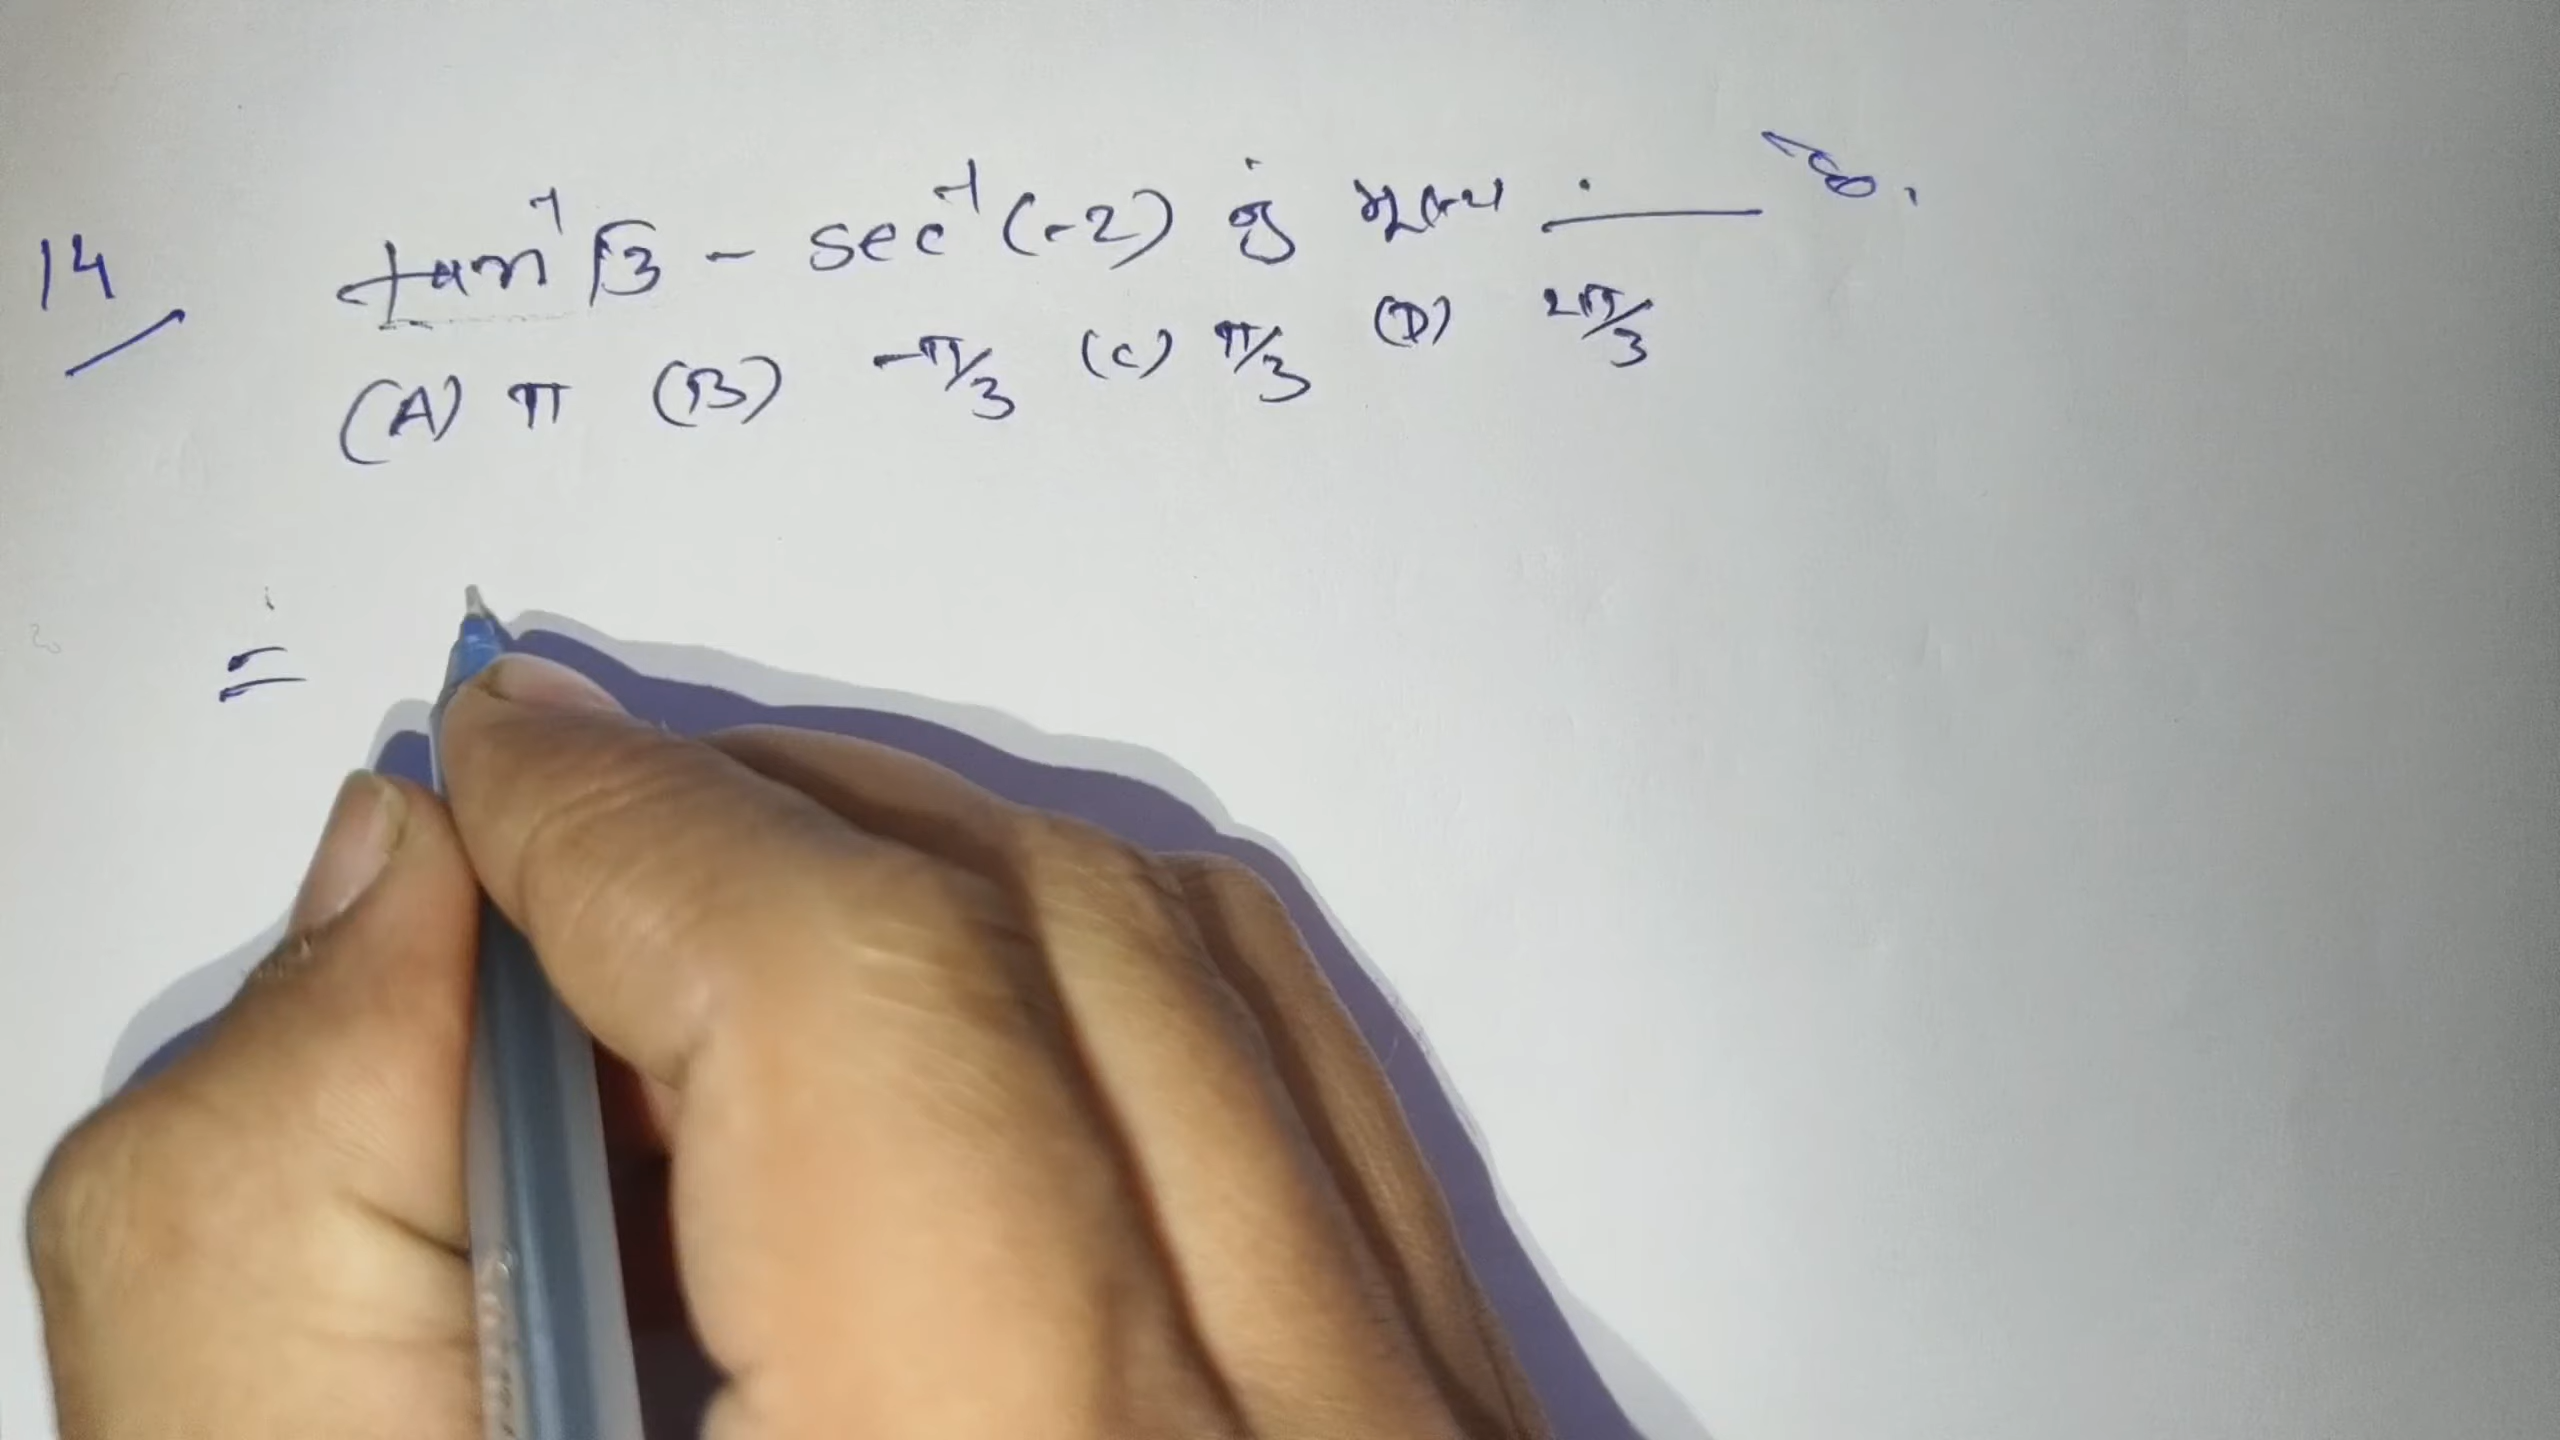 14 tan⁻¹ √3 - sec⁻¹ (-2) નું મૂલ્ય ____ છે.
(A) π (B) -π/3 (C) π/3 (D) 2π/3
=